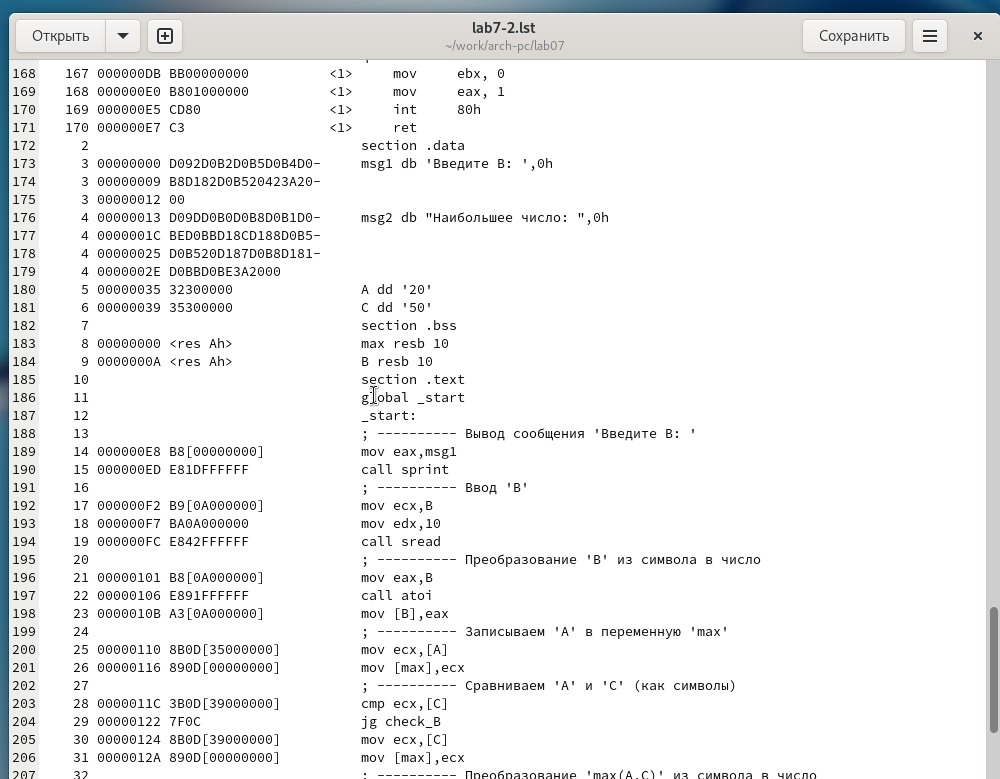 Открыть
lab7-2.lst
~/work/arch-pc/lab07
Сохранить
168 167 000000DB BB00000000 <1> mov ebx, 0
169 168 000000E0 B801000000 <1> mov eax, 1
170 169 000000E5 CD80 <1> int 80h
171 170 000000E7 C3 <1> ret
172 2 section .data
173 3 00000000 D092D0B2D0B5D0B4D0- msg1 db 'Введите B: ',0h
174 3 00000009 B8D182D0B520423A20-
175 3 00000012 00
176 4 00000013 D09DD0B0D0B8D0B1D0- msg2 db "Наибольшее число: ",0h
177 4 0000001C BED0BBD18CD188D0B5-
178 4 00000025 D0B520D187D0B8D181-
179 4 0000002E D0BBD0BE3A2000
180 5 00000035 32300000 A dd '20'
181 6 00000039 35300000 C dd '50'
182 7 section .bss
183 8 00000000 <res Ah> max resb 10
184 9 0000000A <res Ah> B resb 10
185 10 section .text
186 11 global _start
187 12 _start:
188 13 ; ---------- Вывод сообщения 'Введите B: '
189 14 000000E8 B8[00000000] mov eax,msg1
190 15 000000ED E81DFFFFFF call sprint
191 16 ; ---------- Ввод 'B'
192 17 000000F2 B9[0A000000] mov ecx,B
193 18 000000F7 BA0A000000 mov edx,10
194 19 000000FC E842FFFFFF call sread
195 20 ; ---------- Преобразование 'B' из символа в число
196 21 00000101 B8[0A000000] mov eax,B
197 22 00000106 E891FFFFFF call atoi
198 23 0000010B A3[0A000000] mov [B],eax
199 24 ; ---------- Записываем 'A' в переменную 'max'
200 25 00000110 8B0D[35000000] mov ecx,[A]
201 26 00000116 890D[00000000] mov [max],ecx
202 27 ; ---------- Сравниваем 'A' и 'С' (как символы)
203 28 0000011C 3B0D[39000000] cmp ecx,[C]
204 29 00000122 7F0C jg check_B
205 30 00000124 8B0D[39000000] mov ecx,[C]
206 31 0000012A 890D[00000000] mov [max],ecx
207 32 ; ---------- Преобразование 'max(A,C)' из символа в число